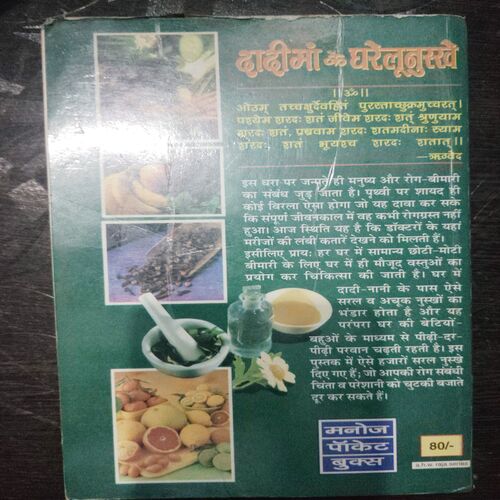 दादीमां के घरेलू नुस्खे
।।ॐ।।
ओउम् तच्चक्षुर्देवहितं पुरस्ताच्छुक्रमुच्चरत्।
पश्येम शरदः शतं जीवेम शरदः शतं् श्रुणुयाम
शरदः शतं, प्रब्रवाम शरदः शतमदीनाः स्याम
शरदः शतं भूयश्च शरदः शतात्।
—ऋग्वेद
इस धरा पर जन्मते ही मनुष्य और रोग-बीमारी
का संबंध जुड़ जाता है। पृथ्वी पर शायद ही
कोई विरला ऐसा होगा जो यह दावा कर सके
कि संपूर्ण जीवनकाल में वह कभी रोगग्रस्त नहीं
हुआ। आज स्थिति यह है कि डॉक्टरों के यहां
मरीजों की लंबी कतारें देखने को मिलती हैं।
इसीलिए प्रायः हर घर में सामान्य छोटी-मोटी
बीमारी के लिए घर में ही मौजूद वस्तुओं का
प्रयोग कर चिकित्सा की जाती है। घर में
दादी-नानी के पास ऐसे
सरल व अचूक नुस्खों का
भंडार होता है और यह
परंपरा घर की बेटियों-
बहुओं के माध्यम से पीढ़ी-दर-
पीढ़ी परवान चढ़ती रहती है। इस
पुस्तक में ऐसे हजारों सरल नुस्खे
दिए गए हैं; जो आपकी रोग संबंधी
चिंता व परेशानी को चुटकी बजाते
दूर कर सकते हैं।
मनोज
पॉकेट
बुक्स
80/-
a.h.w. raja series